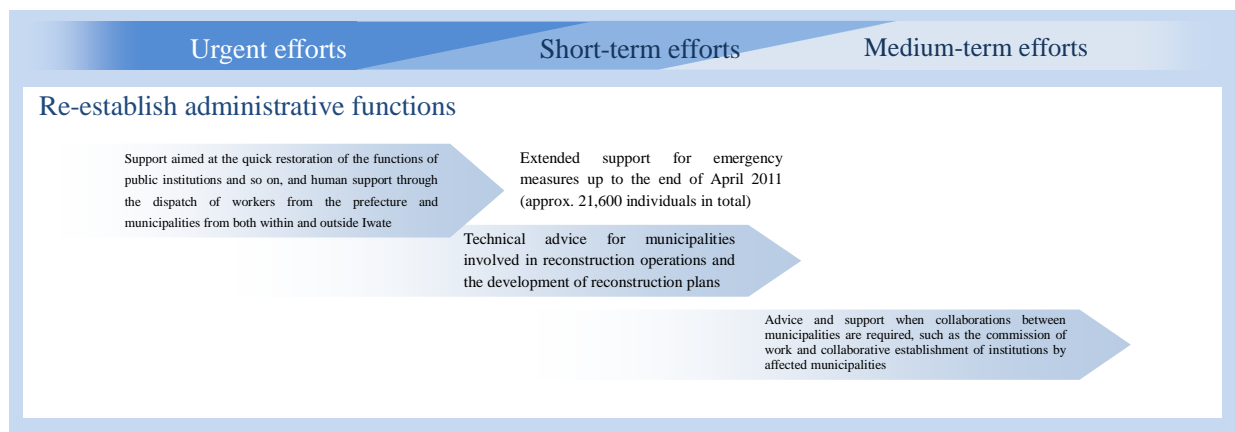 Urgent efforts
Short-term efforts
Medium-term efforts
Re-establish administrative functions
Support aimed at the quick restoration of the functions of
public institutions and so on, and human support through
the dispatch of workers from the prefecture and
municipalities from both within and outside Iwate
Extended support for emergency
measures up to the end of April 2011
(approx. 21,600 individuals in total)
Technical advice for municipalities
involved in reconstruction operations and
the development of reconstruction plans
Advice and support when collaborations between
municipalities are required, such as the commission of
work and collaborative establishment of institutions by
affected municipalities